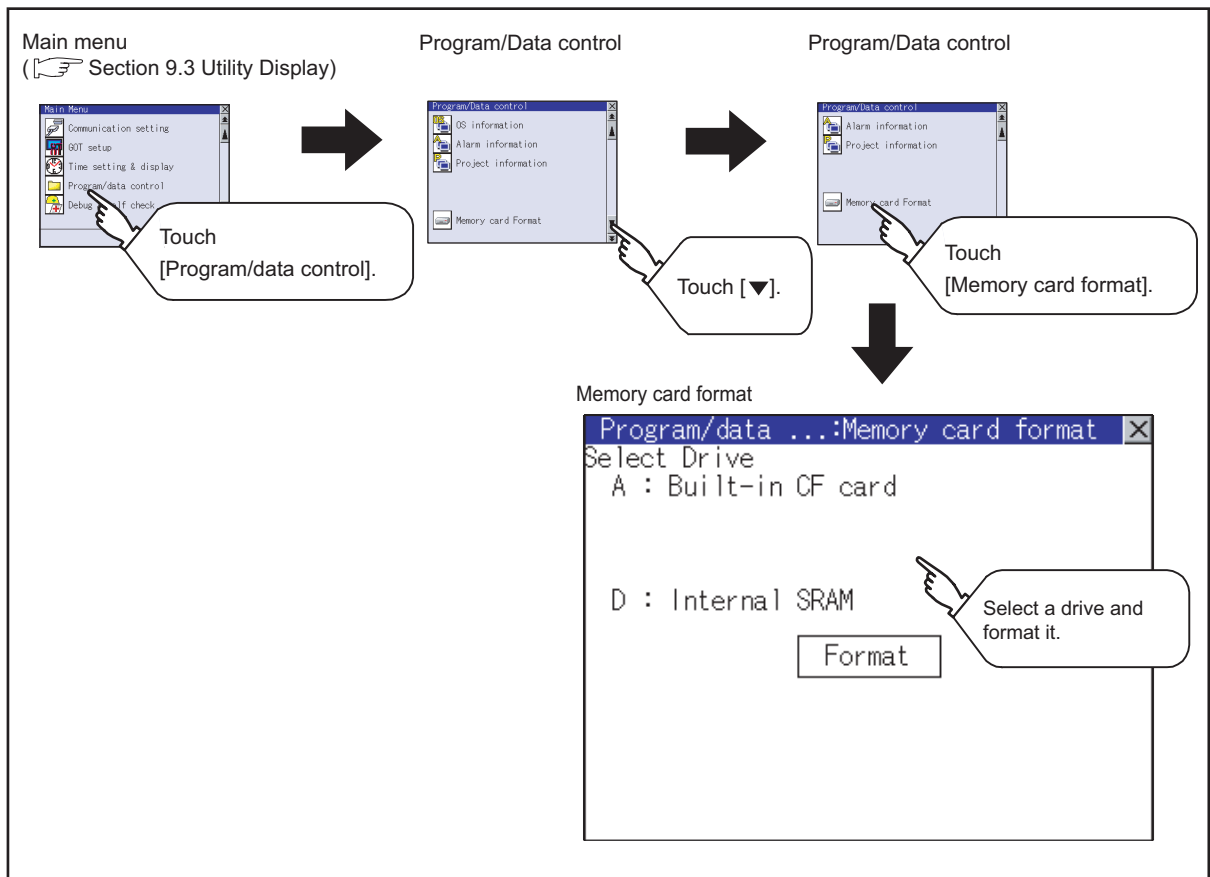 Main menu
( Section 9.3 Utility Display)
Program/Data control
Program/Data control
Main Menu
Communication setting
GOT setup
Time setting & display
Program/data control
Debug self check
Touch
[Program/data control].
Program/Data control
OS information
Alarm information
Project information
Memory card Format
Touch [▼].
Program/Data control
Alarm information
Project information
Memory card Format
Touch
[Memory card format].
Memory card format
Program/data ...:Memory card format
Select Drive
A : Built-in CF card
D : Internal SRAM
Format
Select a drive and
format it.